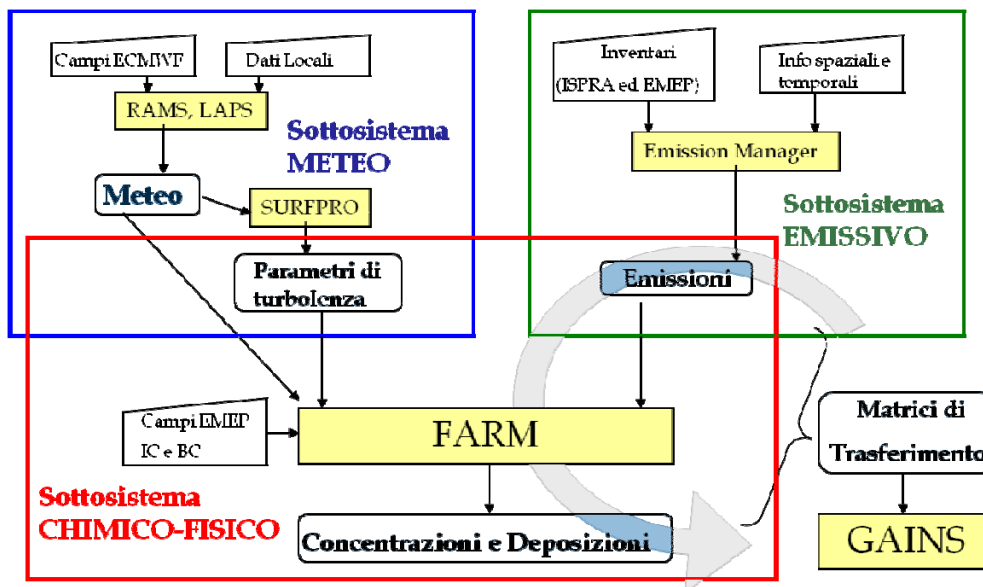 Campi ECMWF
Dati Locali
RAMS, LAPS
Sottosistema
METEO
Meteo
SURFPRO
Parametri di
turbolenza
Inventari
(ISPRA ed EMEP)
Info spaziali e
temporali
Emission Manager
Sottosistema
EMISSIVO
Emissioni
Campi EMEP
IC e BC
FARM
Sottosistema
CHIMICO-FISICO
Concentrazioni e Deposizioni
Matrici di
Trasferimento
GAINS